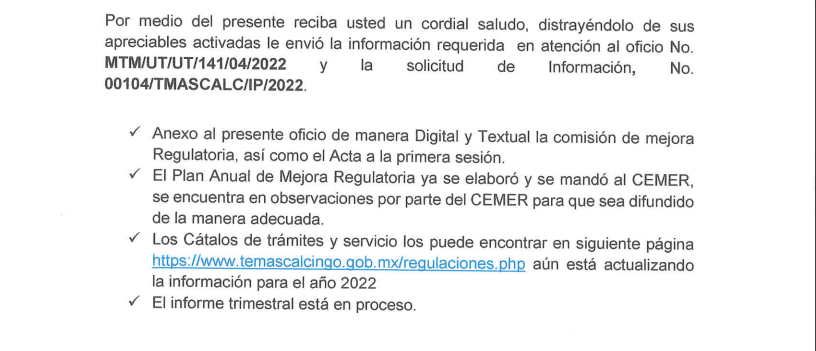 Por medio del presente reciba usted un cordial saludo, distrayéndolo de sus
apreciables activadas le envió la información requerida en atención al oficio No.
MTM/UT/UT/141/04/2022 y la solicitud de Información, No.
00104/TMASCALC/IP/2022.
✓ Anexo al presente oficio de manera Digital y Textual la comisión de mejora
Regulatoria, así como el Acta a la primera sesión.
✓ El Plan Anual de Mejora Regulatoria ya se elaboró y se mandó al CEMER,
se encuentra en observaciones por parte del CEMER para que sea difundido
de la manera adecuada.
✓ Los Cátalos de trámites y servicio los puede encontrar en siguiente página
https://www.temascalcingo.gob.mx/regulaciones.php aún está actualizando
la información para el año 2022
✓ El informe trimestral está en proceso.